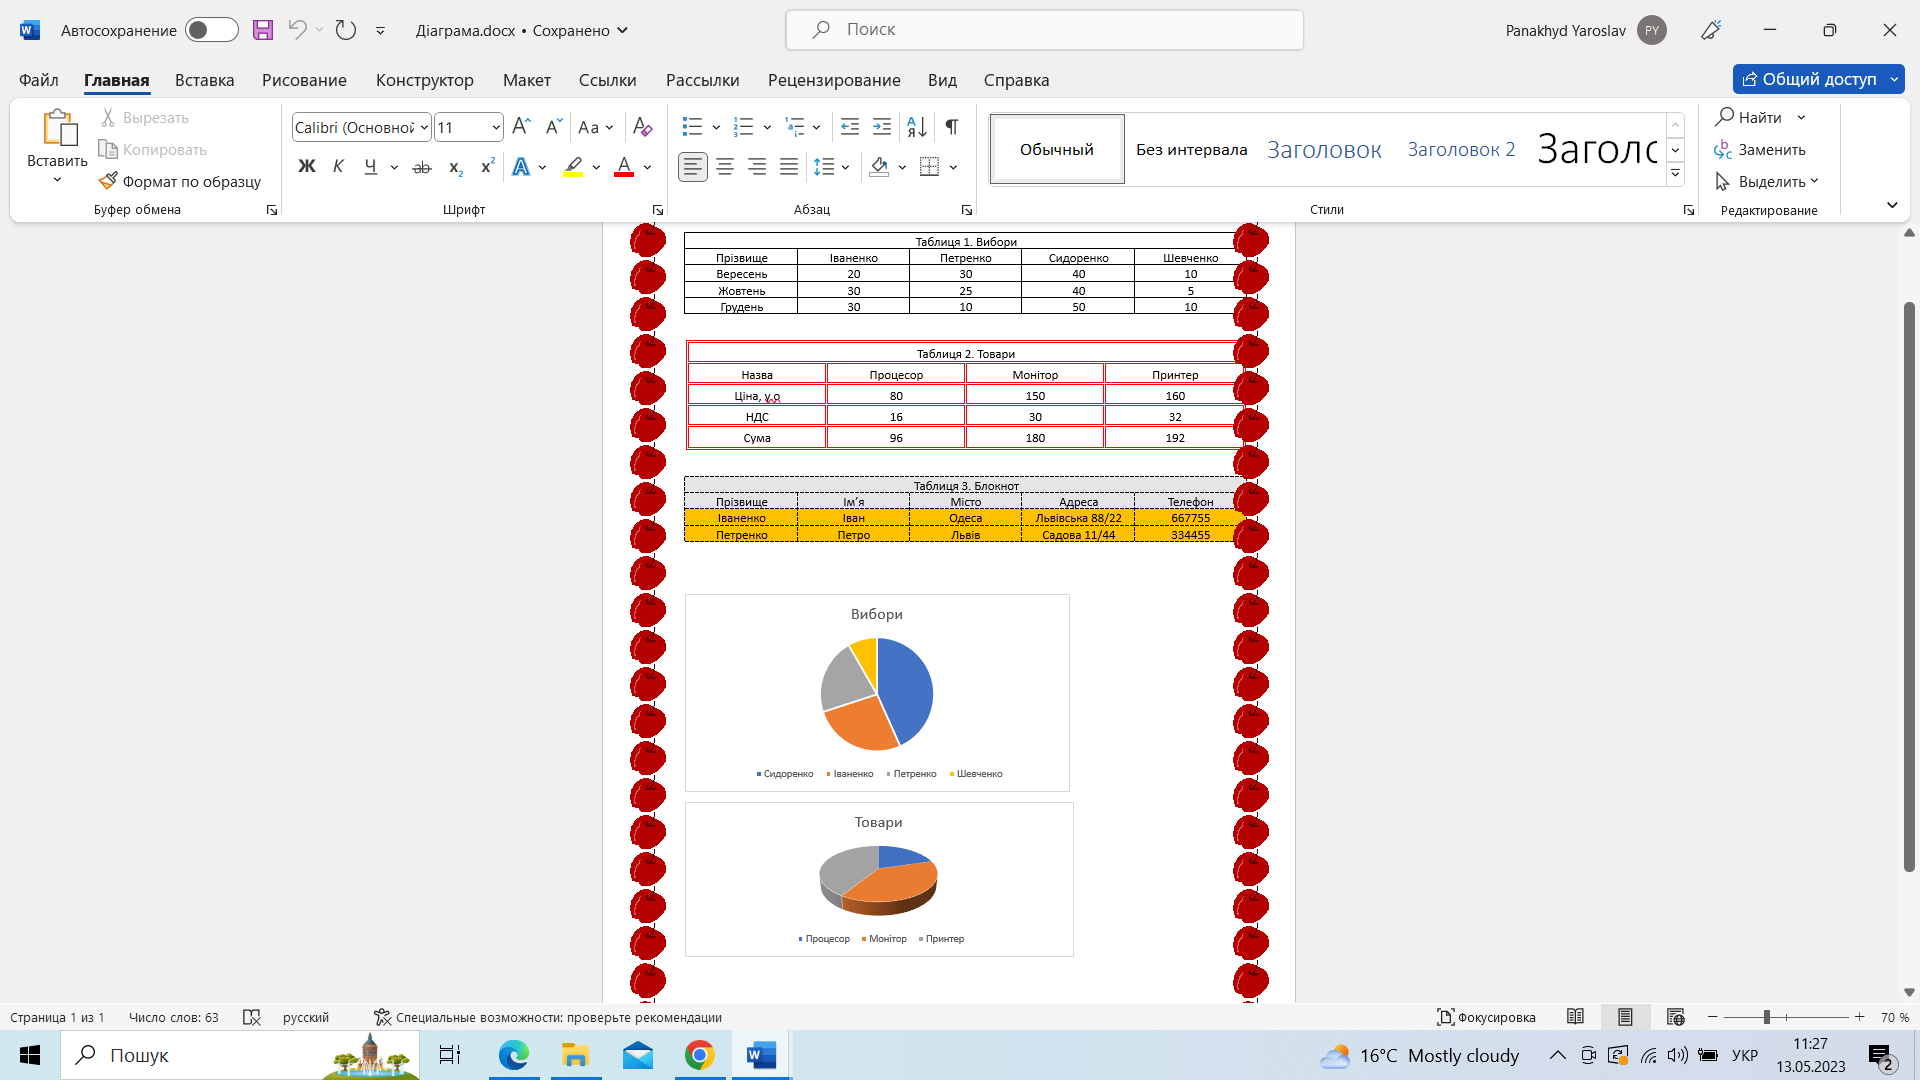 Автосохранение
Діаграма.docx • Сохранено
Поиск
Panakhyd Yaroslav
PY
Файл Главная Вставка Рисование Конструктор Макет Ссылки Рассылки Рецензирование Вид Справка
Общий доступ
Вставить
Вырезать
Копировать
Формат по образцу
Буфер обмена
Calibri (Основной
11
Шрифт
Абзац
Обычный
Без интервала
Заголовок
Заголовок 2
Заголо
Стили
Найти
Заменить
Выделить
Редактирование
Таблиця 1. Вибори
Прізвище Іваненко Петренко Сидоренко Шевченко
Вересень 20 30 40 10
Жовтень 30 25 40 5
Грудень 30 10 50 10
Таблиця 2. Товари
Назва Процесор Монітор Принтер
Ціна, у.о 80 150 160
НДС 16 30 32
Сума 96 180 192
Таблиця 3. Блокнот
Прізвище Ім’я Місто Адреса Телефон
Іваненко Іван Одеса Львівська 88/22 667755
Петренко Петро Львів Садова 11/44 334455
Вибори
Сидоренко Іваненко Петренко Шевченко
Товари
Процесор Монітор Принтер
Страница 1 из 1 Число слов: 63 русский Специальные возможности: проверьте рекомендации
Фокусировка
70 %
Пошук
16°C Mostly cloudy
УКР
11:27
13.05.2023
2